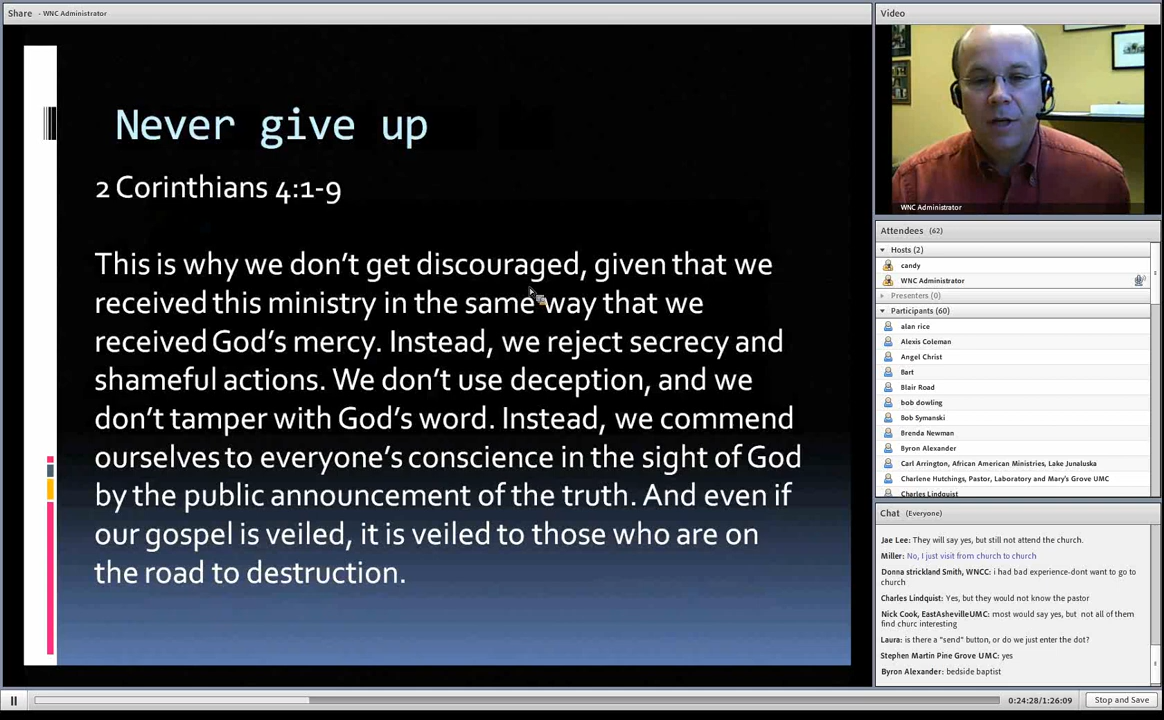 Share - WNC Administrator
Never give up
2 Corinthians 4:1-9
This is why we don't get discouraged, given that we
received this ministry in the same way that we
received God's mercy. Instead, we reject secrecy and
shameful actions. We don't use deception, and we
don't tamper with God's word. Instead, we commend
ourselves to everyone's conscience in the sight of God
by the public announcement of the truth. And even if
our gospel is veiled, it is veiled to those who are on
the road to destruction.
Video
WNC Administrator
Attendees (62)
Hosts (2)
candy
WNC Administrator
Presenters (0)
Participants (60)
alan rice
Alexis Coleman
Angel Christ
Bart
Blair Road
bob dowling
Bob Symanski
Brenda Newman
Byron Alexander
Carl Arrington, African American Ministries, Lake Junaluska
Charlene Hutchings, Pastor, Laboratory and Mary's Grove UMC
Charles Lindquist
Chat (Everyone)
Jae Lee: They will say yes, but still not attend the church.
Miller: No, I just visit from church to church
Donna strickland Smith, WNCC: i had bad experience-dont want to go to
church
Charles Lindquist: Yes, but they would not know the pastor
Nick Cook, EastAshevilleUMC: most would say yes, but not all of them
find churc interesting
Laura: is there a "send" button, or do we just enter the dot?
Stephen Martin Pine Grove UMC: yes
Byron Alexander: bedside baptist
0:24:28/1:26:09
Stop and Save